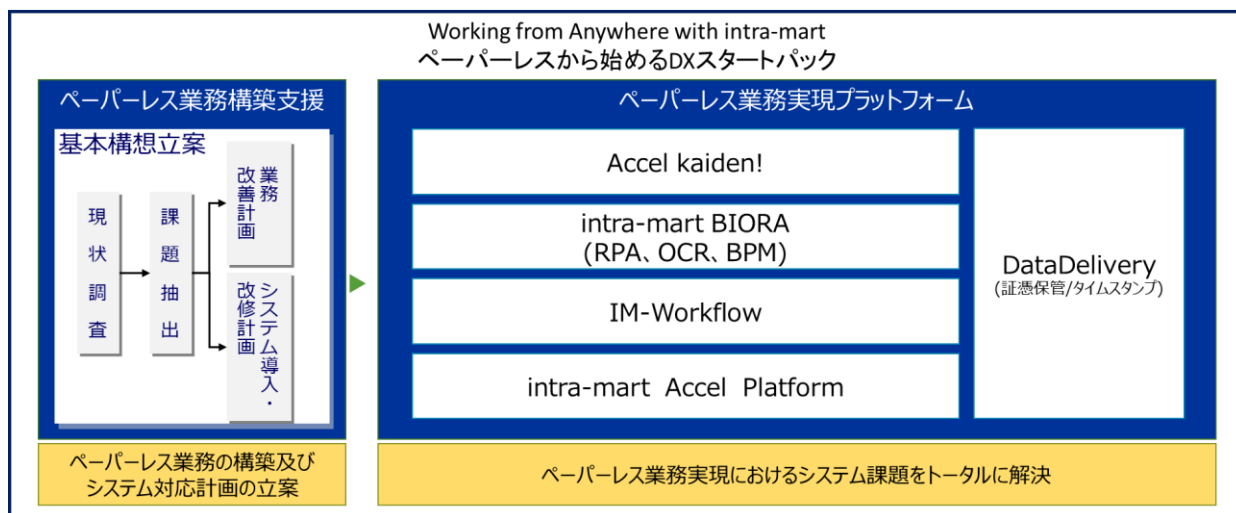 Working from Anywhere with intra-mart
ペーパーレスから始めるDXスタートパック
ペーパーレス業務構築支援
基本構想立案
現状調査
課題抽出
業務
改善計画
システム導入・
改修計画
ペーパーレス業務の構築及び
システム対応計画の立案
ペーパーレス業務実現プラットフォーム
Accel kaiden!
intra-mart BIORA
(RPA、OCR、BPM)
IM-Workflow
intra-mart Accel Platform
DataDelivery
(証憑保管/タイムスタンプ)
ペーパーレス業務実現におけるシステム課題をトータルに解決